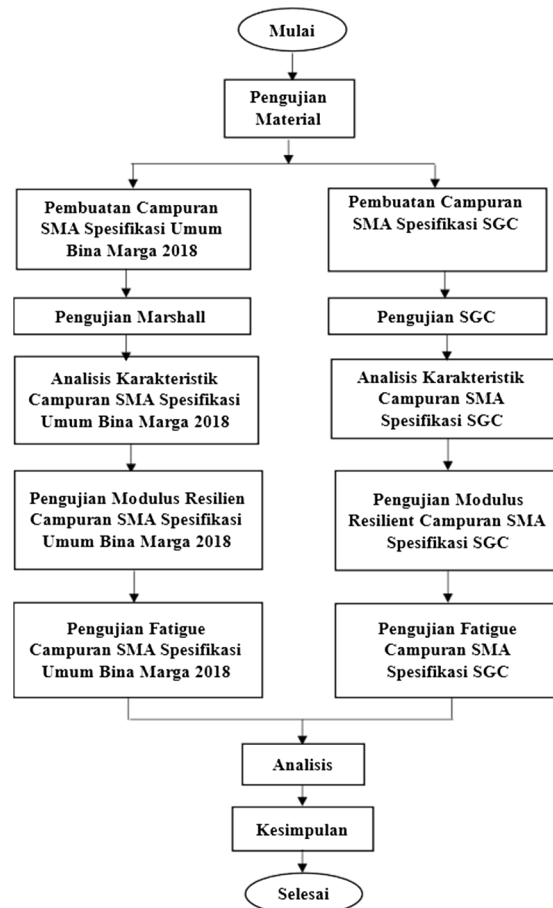 Mulai
Pengujian
Material
Pembuatan Campuran
SMA Spesifikasi Umum
Bina Marga 2018
Pengujian Marshall
Analisis Karakteristik
Campuran SMA Spesifikasi
Umum Bina Marga 2018
Pengujian Modulus Resilien
Campuran SMA Spesifikasi
Umum Bina Marga 2018
Pengujian Fatigue
Campuran SMA Spesifikasi
Umum Bina Marga 2018
Pembuatan Campuran
SMA Spesifikasi SGC
Pengujian SGC
Analisis Karakteristik
Campuran SMA
Spesifikasi SGC
Pengujian Modulus
Resilient Campuran SMA
Spesifikasi SGC
Pengujian Fatigue
Campuran SMA
Spesifikasi SGC
Analisis
Kesimpulan
Selesai